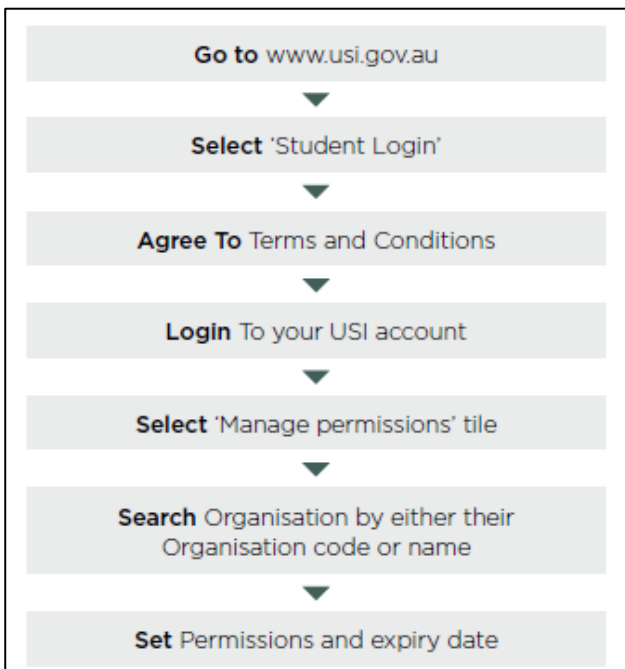 Go to www.usi.gov.au
Select ‘Student Login’
Agree To Terms and Conditions
Login To your USI account
Select ‘Manage permissions’ tile
Search Organisation by either their
Organisation code or name
Set Permissions and expiry date